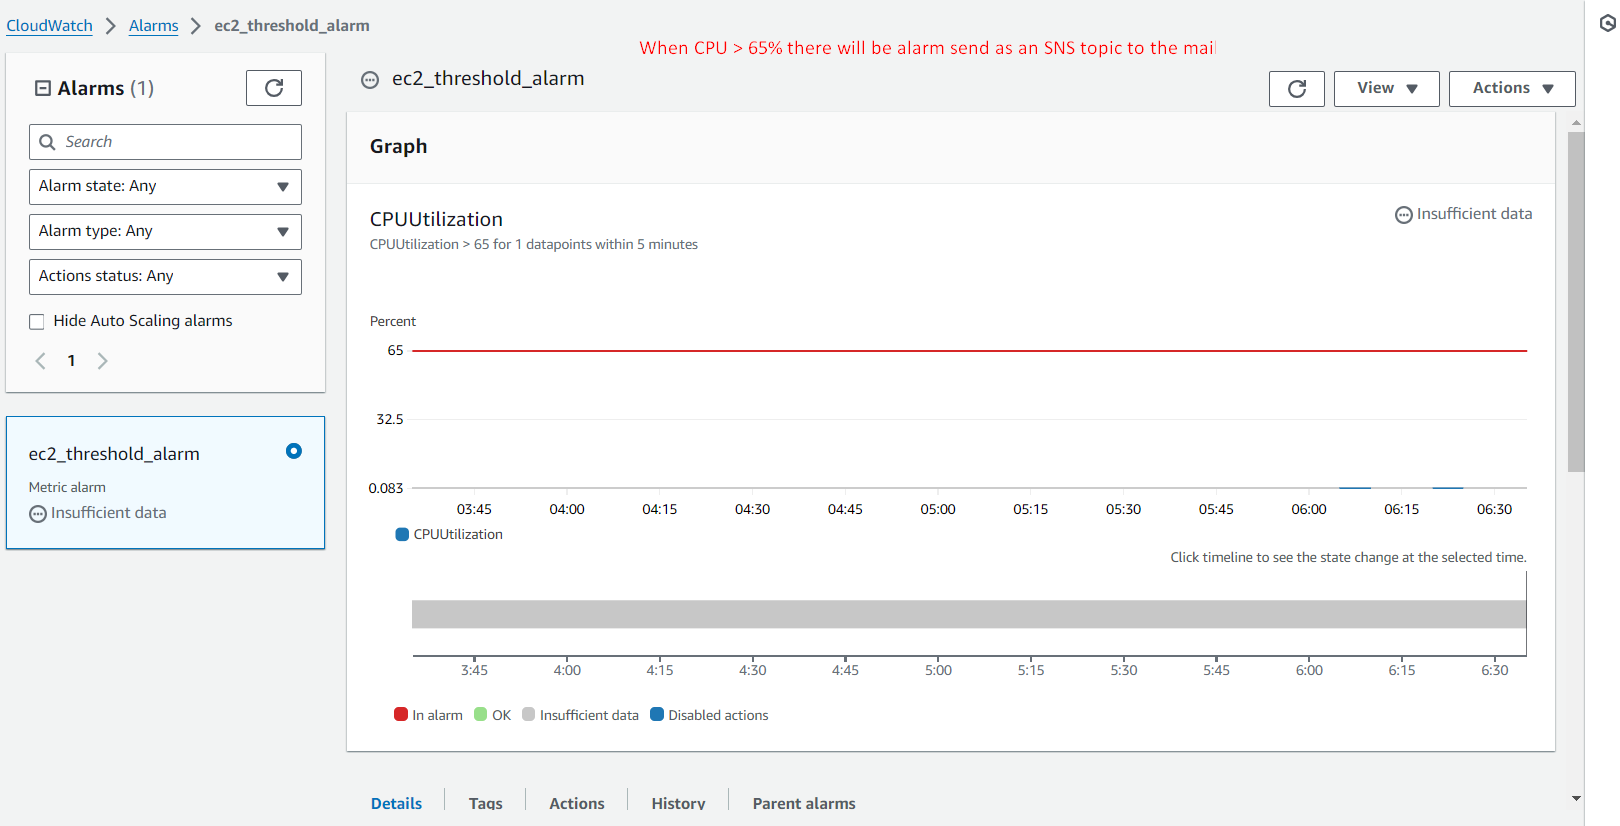 CloudWatch > Alarms > ec2_threshold_alarm
When CPU > 65% there will be alarm send as an SNS topic to the mail
Alarms (1)
Search
Alarm state: Any
Alarm type: Any
Actions status: Any
Hide Auto Scaling alarms
1
ec2_threshold_alarm
Metric alarm
Insufficient data
ec2_threshold_alarm
View
Actions
Graph
CPUUtilization
Insufficient data
CPUUtilization > 65 for 1 datapoints within 5 minutes
Percent
65
32.5
0.083
03:45 04:00 04:15 04:30 04:45 05:00 05:15 05:30 05:45 06:00 06:15 06:30
CPUUtilization
Click timeline to see the state change at the selected time.
3:45 4:00 4:15 4:30 4:45 5:00 5:15 5:30 5:45 6:00 6:15 6:30
In alarm OK Insufficient data Disabled actions
Details Tags Actions History Parent alarms